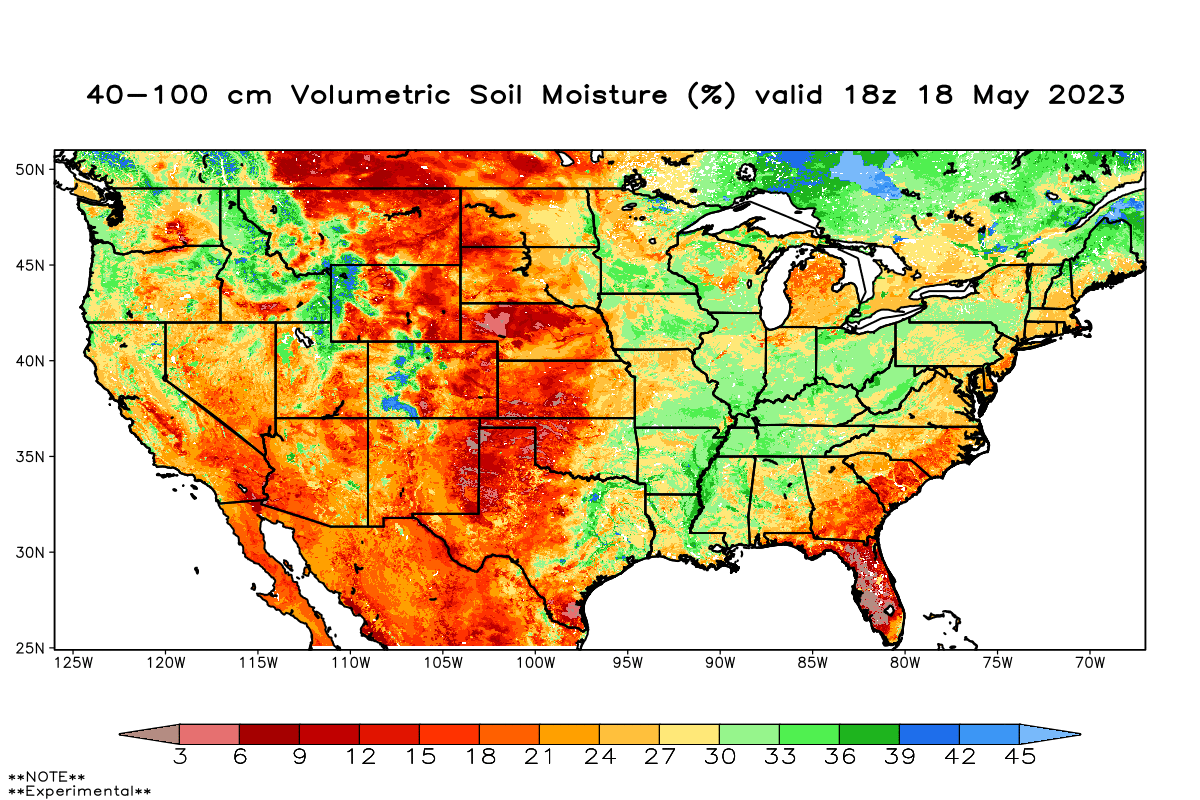 40-100 cm Volumetric Soil Moisture (%) valid 18z 18 May 2023
50N
45N
40N
35N
30N
25N
125W 120W 115W 110W 105W 100W 95W 90W 85W 80W 75W 70W
3 6 9 12 15 18 21 24 27 30 33 36 39 42 45
**NOTE**
**Experimental**